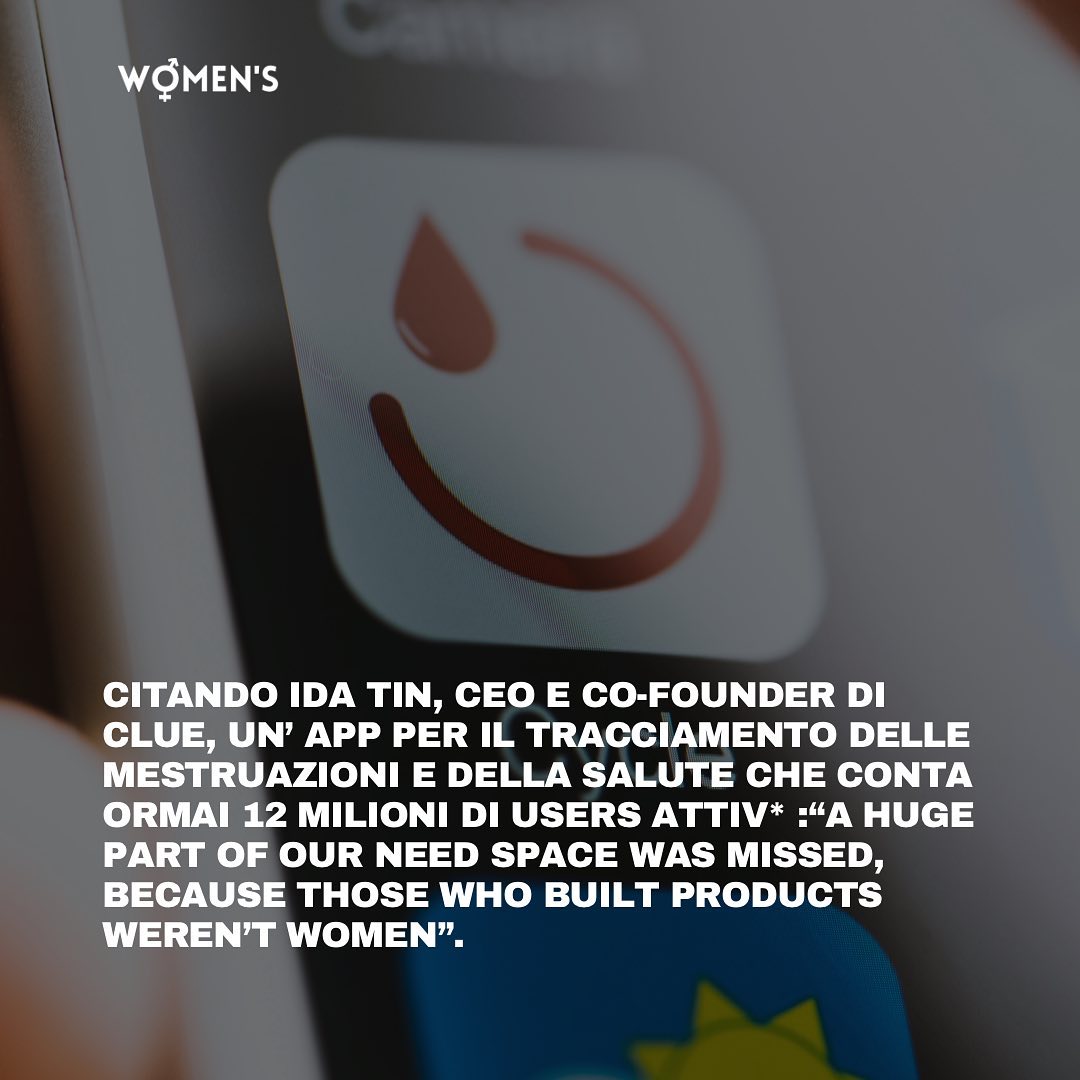 WOMEN'S
CITANDO IDA TIN, CEO E CO-FOUNDER DI
CLUE, UN’ APP PER IL TRACCIAMENTO DELLE
MESTRUAZIONI E DELLA SALUTE CHE CONTA
ORMAI 12 MILIONI DI USERS ATTIV* :“A HUGE
PART OF OUR NEED SPACE WAS MISSED,
BECAUSE THOSE WHO BUILT PRODUCTS
WEREN’T WOMEN”.